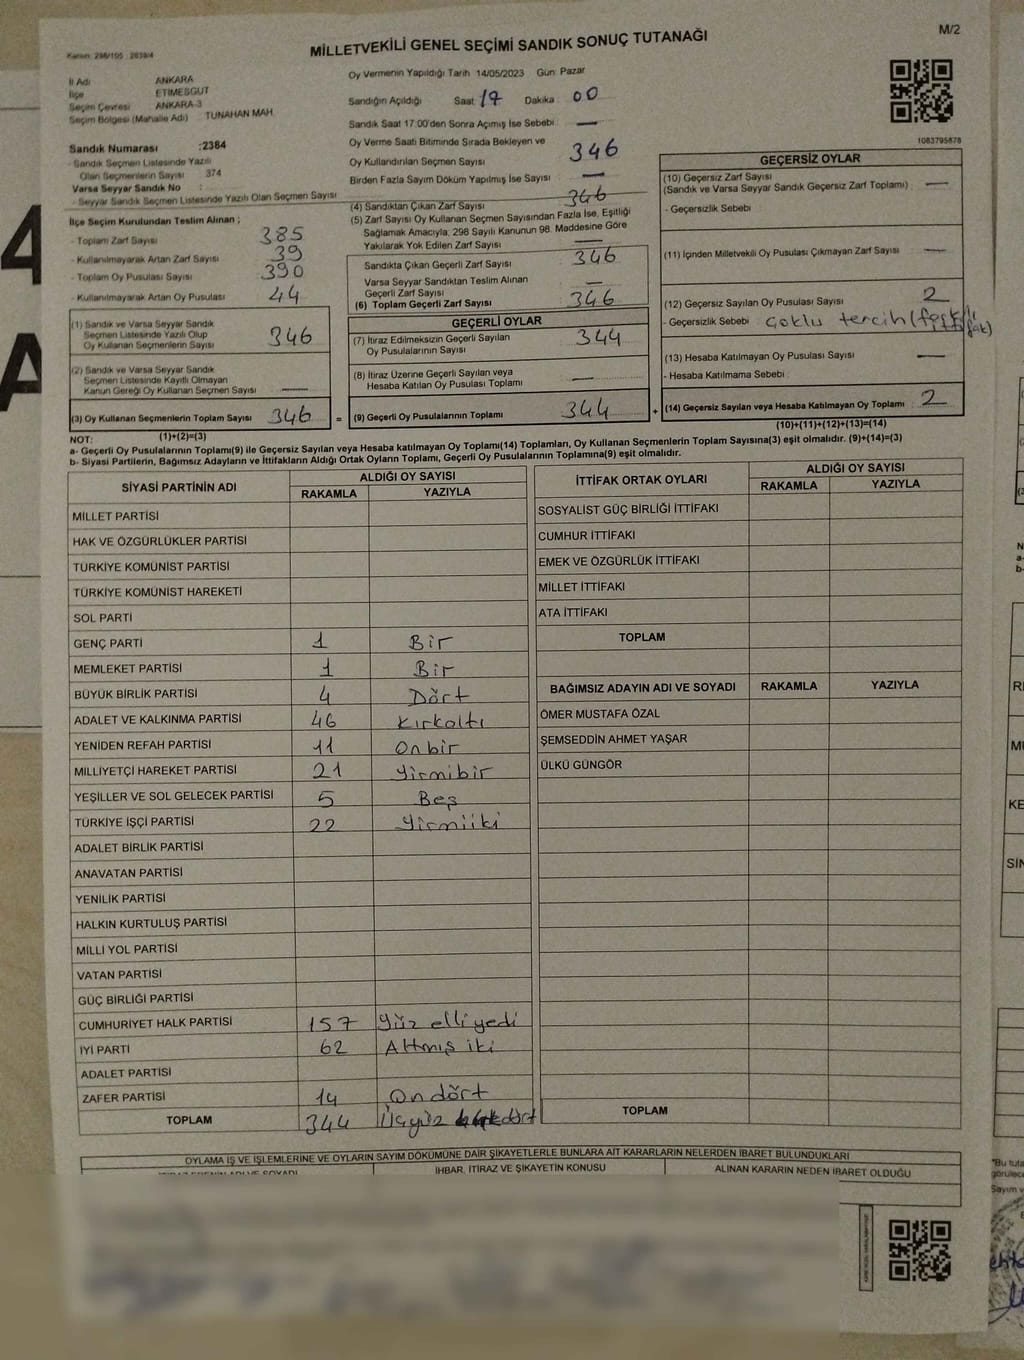 M/2
Kanun: 298/105 : 2839/4
MİLLETVEKİLİ GENEL SEÇİMİ SANDIK SONUÇ TUTANAĞI
İl Adı ANKARA
İlçe ETİMESGUT
Seçim Çevresi ANKARA-3
Seçim Bölgesi (Mahalle Adı) TUNAHAN MAH
Sandık Numarası :2384
- Sandık Seçmen Listesinde Yazılı
Olan Seçmenlerin Sayısı 374
Varsa Seyyar Sandık No :
- Seyyar Sandık Seçmen Listesinde Yazılı Olan Seçmen Sayısı
İlçe Seçim Kurulundan Teslim Alınan ;
- Toplam Zarf Sayısı 385
- Kullanılmayarak Artan Zarf Sayısı 39
- Toplam Oy Pusulası Sayısı 390
- Kullanılmayarak Artan Oy Pusulası 44
(1) Sandık ve Varsa Seyyar Sandık
Seçmen Listesinde Yazılı Olup
Oy Kullanan Seçmenlerin Sayısı 346
(2) Sandık ve Varsa Seyyar Sandık
Seçmen Listesinde Kayıtlı Olmayan
Kanun Gereği Oy Kullanan Seçmen Sayısı —
(3) Oy Kullanan Seçmenlerin Toplam Sayısı 346 =
(1)+(2)=(3)
Oy Vermenin Yapıldığı Tarih 14/05/2023 Gün: Pazar
Sandığın Açıldığı Saat 17 Dakika : 00
Sandık Saat 17:00'den Sonra Açımış İse Sebebi : —
Oy Verme Saati Bitiminde Sırada Bekleyen ve
Oy Kullandırılan Seçmen Sayısı 346
Birden Fazla Sayım Döküm Yapılmış İse Sayısı : —
(4) Sandıktan Çıkan Zarf Sayısı 346
(5) Zarf Sayısı Oy Kullanan Seçmen Sayısından Fazla İse, Eşitliği
Sağlamak Amacıyla, 298 Sayılı Kanunun 98. Maddesine Göre
Yakılarak Yok Edilen Zarf Sayısı —
Sandıkta Çıkan Geçerli Zarf Sayısı 346
Varsa Seyyar Sandıktan Teslim Alınan
Geçerli Zarf Sayısı —
(6) Toplam Geçerli Zarf Sayısı 346
GEÇERLİ OYLAR
(7) İtiraz Edilmeksizin Geçerli Sayılan
Oy Pusulalarının Sayısı 344
(8) İtiraz Üzerine Geçerli Sayılan veya
Hesaba Katılan Oy Pusulası Toplamı —
(9) Geçerli Oy Pusulalarının Toplamı 344 +
1083795878
GEÇERSİZ OYLAR
(10) Geçersiz Zarf Sayısı
(Sandık ve Varsa Seyyar Sandık Geçersiz Zarf Toplamı) : —
- Geçersizlik Sebebi :
(11) İçinden Milletvekili Oy Pusulası Çıkmayan Zarf Sayısı —
(12) Geçersiz Sayılan Oy Pusulası Sayısı 2
- Geçersizlik Sebebi : Çoklu tercih
(13) Hesaba Katılmayan Oy Pusulası Sayısı —
- Hesaba Katılmama Sebebi :
(14) Geçersiz Sayılan veya Hesaba Katılmayan Oy Toplamı : 2
(10)+(11)+(12)+(13)=(14)
NOT:
a- Geçerli Oy Pusulalarının Toplamı(9) ile Geçersiz Sayılan veya Hesaba katılmayan Oy Toplamı(14) Toplamları, Oy Kullanan Seçmenlerin Toplam Sayısına(3) eşit olmalıdır. (9)+(14)=(3)
b- Siyasi Partilerin, Bağımsız Adayların ve İttifakların Aldığı Ortak Oyların Toplamı, Geçerli Oy Pusulalarının Toplamına(9) eşit olmalıdır.
SİYASİ PARTİNİN ADI ALDIĞI OY SAYISI
RAKAMLA YAZIYLA
MİLLET PARTİSİ
HAK VE ÖZGÜRLÜKLER PARTİSİ
TÜRKİYE KOMÜNİST PARTİSİ
TÜRKİYE KOMÜNİST HAREKETİ
SOL PARTİ
GENÇ PARTİ 1 Bir
MEMLEKET PARTİSİ 1 Bir
BÜYÜK BİRLİK PARTİSİ 4 Dört
ADALET VE KALKINMA PARTİSİ 46 Kırkaltı
YENİDEN REFAH PARTİSİ 11 Onbir
MİLLİYETÇİ HAREKET PARTİSİ 21 Yirmibir
YEŞİLLER VE SOL GELECEK PARTİSİ 5 Beş
TÜRKİYE İŞÇİ PARTİSİ 22 Yirmiiki
ADALET BİRLİK PARTİSİ
ANAVATAN PARTİSİ
YENİLİK PARTİSİ
HALKIN KURTULUŞ PARTİSİ
MİLLİ YOL PARTİSİ
VATAN PARTİSİ
GÜÇ BİRLİĞİ PARTİSİ
CUMHURİYET HALK PARTİSİ 157 Yüz elli yedi
İYİ PARTİ 62 Altmış iki
ADALET PARTİSİ
ZAFER PARTİSİ 14 Ondört
TOPLAM 344 Üçyüz kırkdört
İTTİFAK ORTAK OYLARI ALDIĞI OY SAYISI
RAKAMLA YAZIYLA
SOSYALİST GÜÇ BİRLİĞİ İTTİFAKI
CUMHUR İTTİFAKI
EMEK VE ÖZGÜRLÜK İTTİFAKI
MİLLET İTTİFAKI
ATA İTTİFAKI
TOPLAM
BAĞIMSIZ ADAYIN ADI VE SOYADI RAKAMLA YAZIYLA
ÖMER MUSTAFA ÖZAL
ŞEMSEDDİN AHMET YAŞAR
ÜLKÜ GÜNGÖR
TOPLAM
OYLAMA İŞ VE İŞLEMLERİNE VE OYLARIN SAYIM DÖKÜMÜNE DAİR ŞİKAYETLERLE BUNLARA AİT KARARLARIN NELERDEN İBARET BULUNDUKLARI
İHBAR, İTİRAZ VE ŞİKAYETİN KONUSU
ALINAN KARARIN NEDEN İBARET OLDUĞU